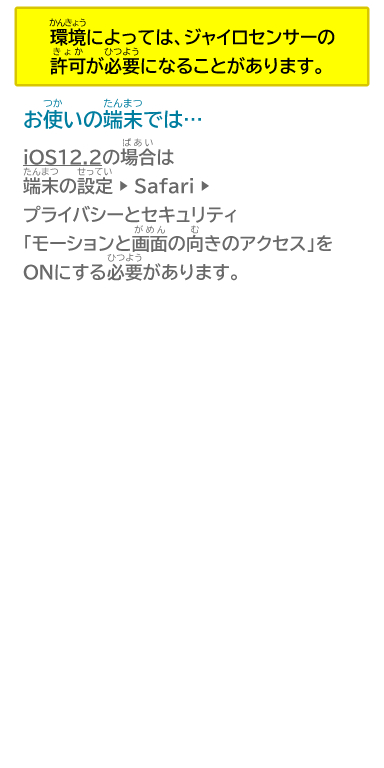 環境によっては、ジャイロセンサーの
許可が必要になることがあります。
お使いの端末では…
iOS12.2の場合は
端末の設定 ▶ Safari ▶
プライバシーとセキュリティ
「モーションと画面の向きのアクセス」を
ONにする必要があります。